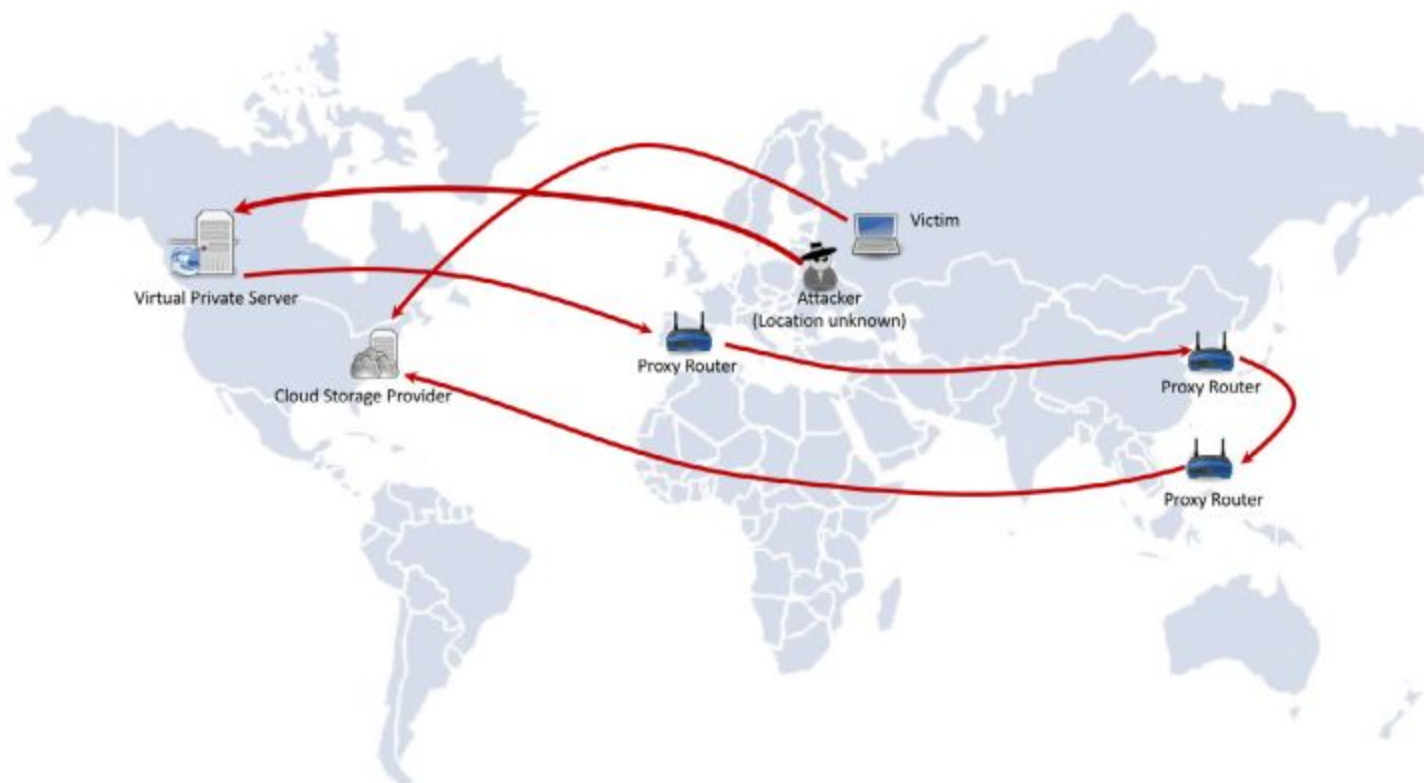 Victim
Virtual Private Server
Attacker
(Location unknown)
Proxy Router
Proxy Router
Cloud Storage Provider
Proxy Router